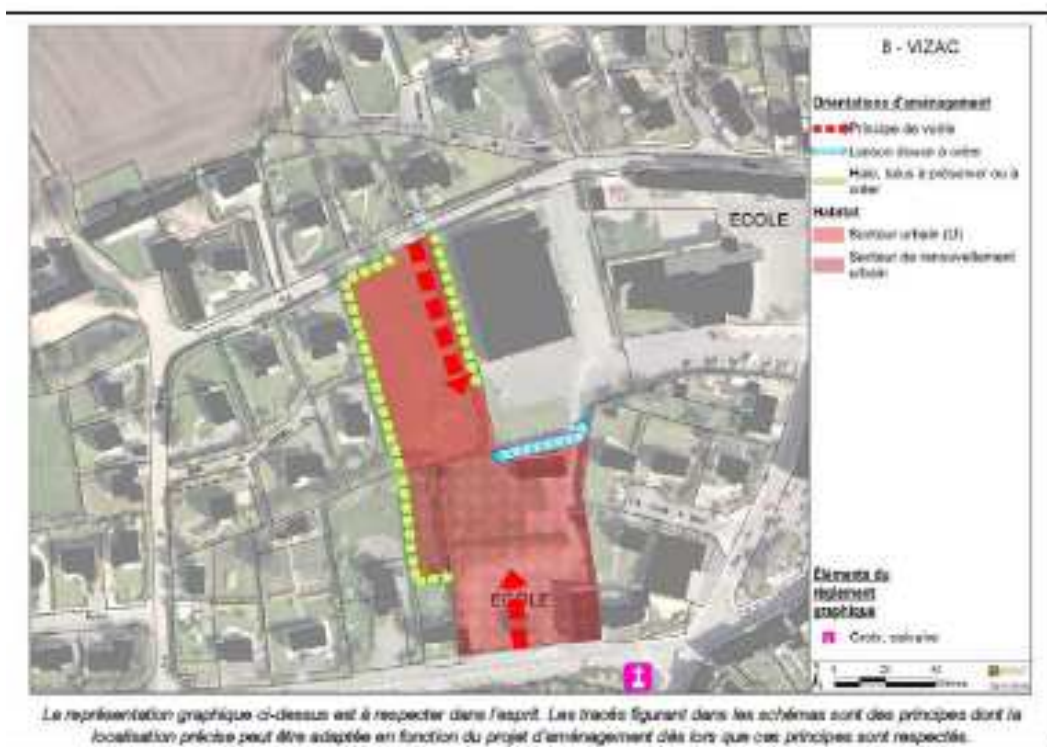 8 - VIZAC
Orientations d'aménagement
Principe de voirie
Liaison douce à créer
Haie, talus à préserver ou à
créer
Habitat
Secteur urbain (U)
Secteur de renouvellement
urbain
ECOLE
ECOLE
Éléments du
règlement
graphique
Croix, calvaire
La représentation graphique ci-dessus est à respecter dans l'esprit. Les tracés figurant dans les schémas sont des principes dont la
localisation précise peut être adaptée en fonction du projet d'aménagement dès lors que ces principes sont respectés.